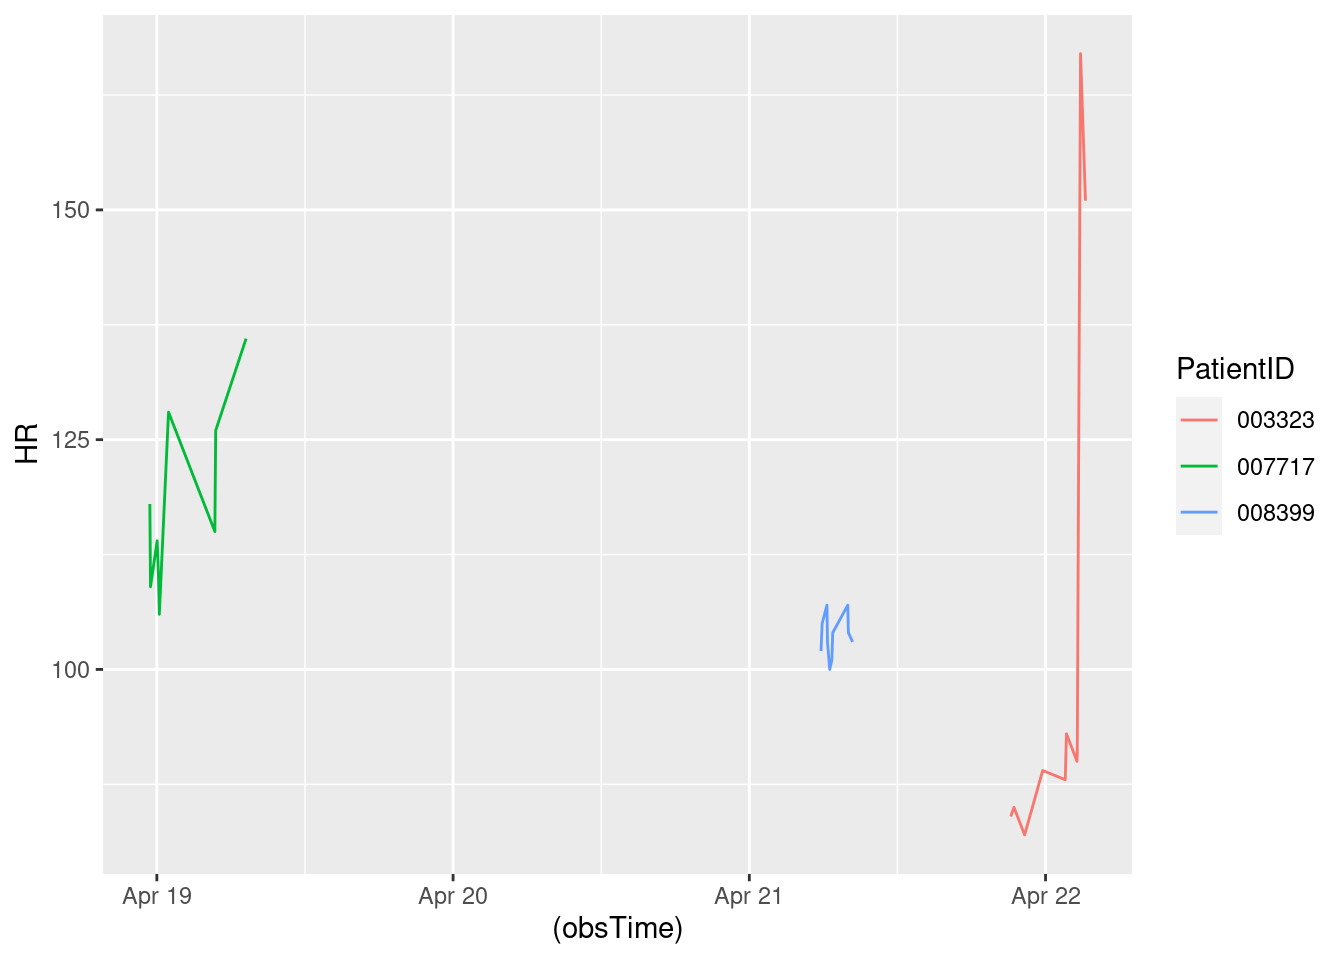 150
125
100
HR
Apr 19
Apr 20
Apr 21
Apr 22
(obsTime)
PatientID
003323
007717
008399